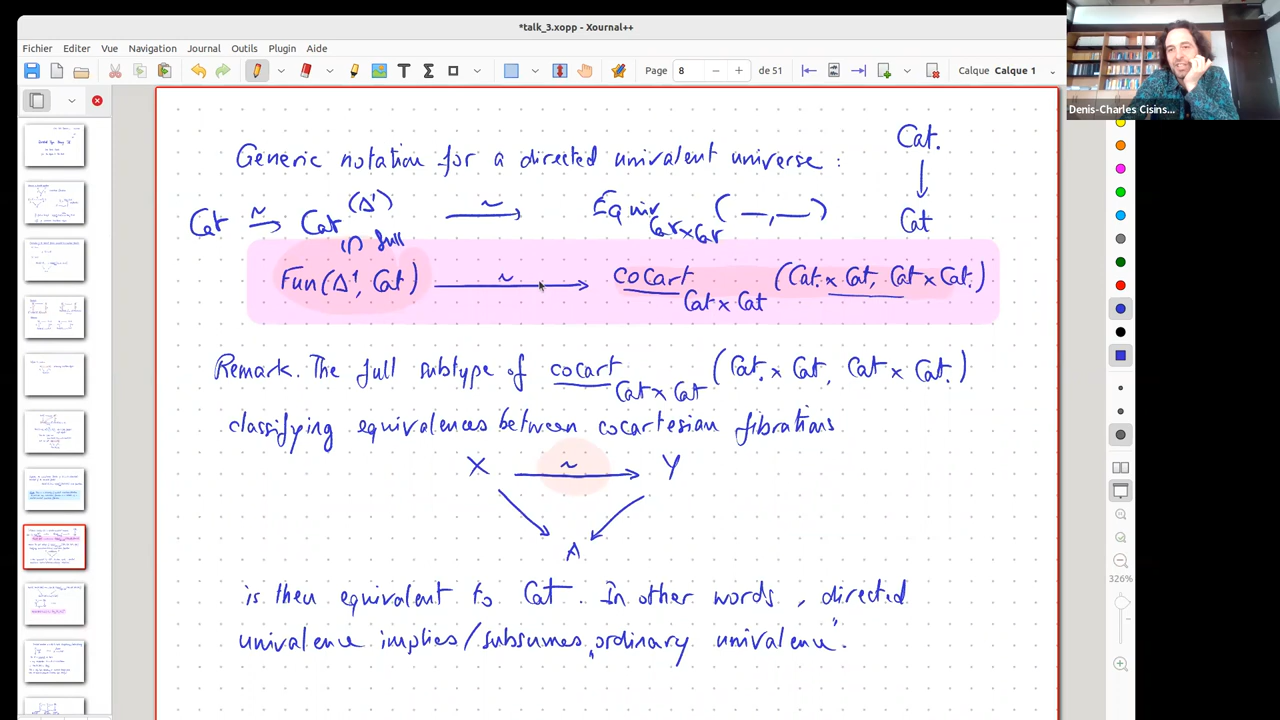 *talk_3.xopp - Xournal++
Fichier Editer Vue Navigation Journal Outils Plugin Aide
Page 8 de 51 Calque Calque 1
Denis-Charles Cisins...
Generic notation for a directed univalent universe :
Cat.
↓
Cat
Cat ~→ Cat^(Δ¹) ~→ Equiv_Cat×Cat (—, —)
∩ full
Fun(Δ¹, Cat) ~→ cocart_Cat×Cat (Cat. × Cat, Cat × Cat.)
Remark. The full subtype of cocart_Cat×Cat (Cat. × Cat, Cat × Cat.)
classifying equivalences between cocartesian fibrations
X ~→ Y
A
is then equivalent to Cat. In other words, directed
univalence implies/subsumes "ordinary univalence".
326%